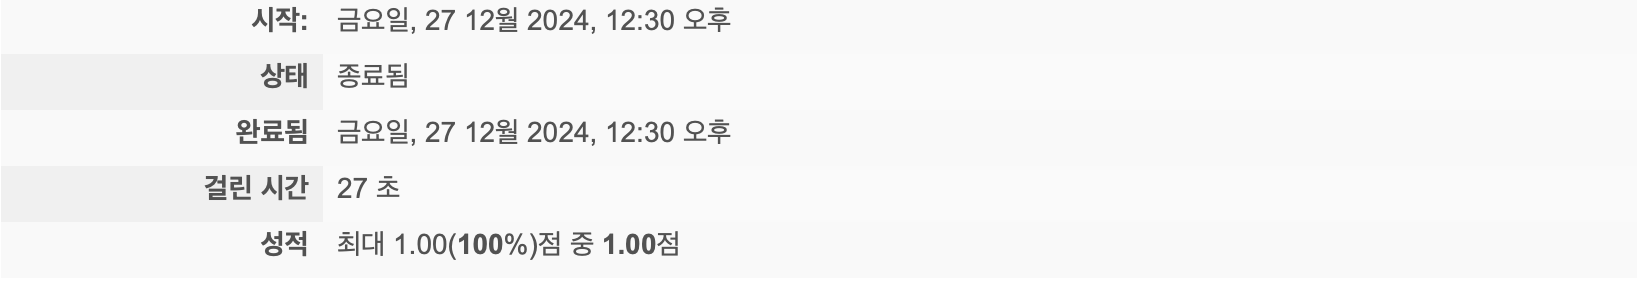 시작: 금요일, 27 12월 2024, 12:30 오후
상태 종료됨
완료됨 금요일, 27 12월 2024, 12:30 오후
걸린 시간 27 초
성적 최대 1.00(100%)점 중 1.00점